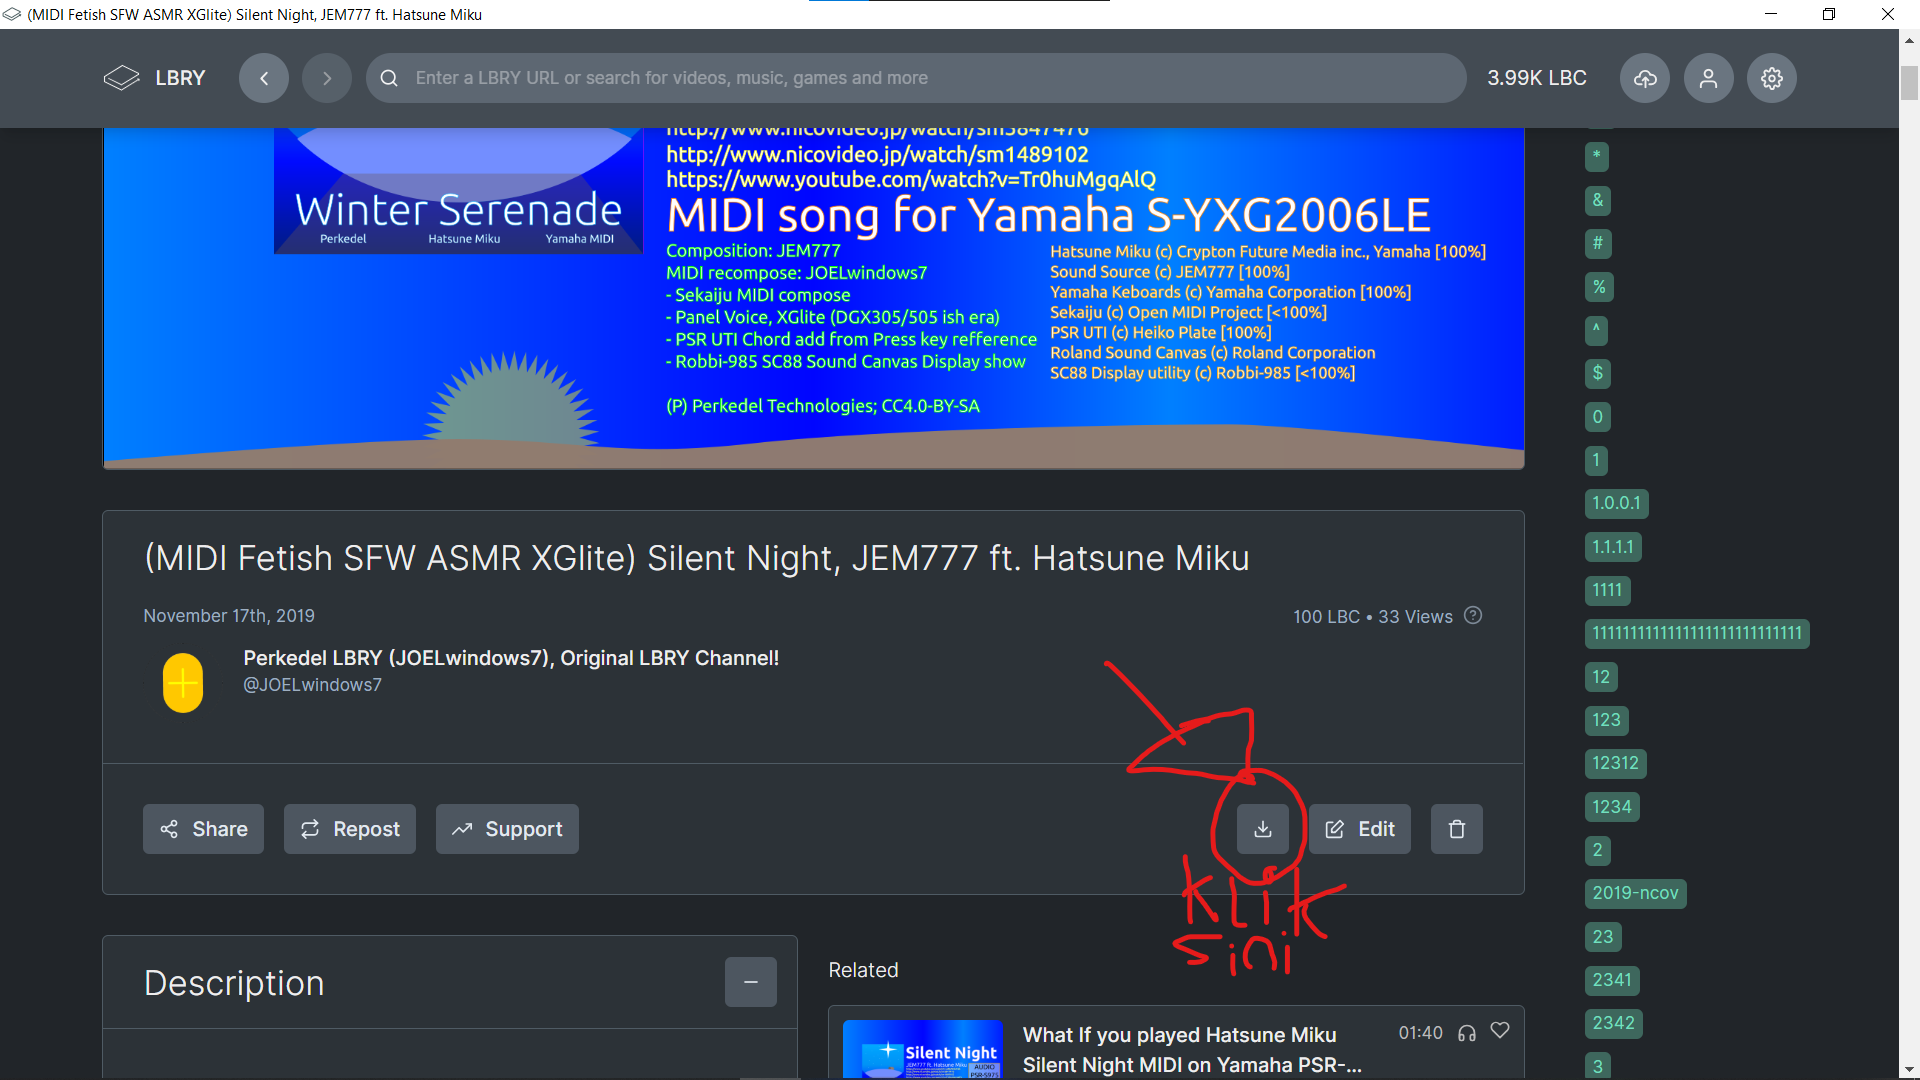 (MIDI Fetish SFW ASMR XGlite) Silent Night, JEM777 ft. Hatsune Miku
LBRY
Enter a LBRY URL or search for videos, music, games and more
3.99K LBC
http://www.nicovideo.jp/watch/sm3847476
http://www.nicovideo.jp/watch/sm1489102
https://www.youtube.com/watch?v=Tr0huMgqAlQ
MIDI song for Yamaha S-YXG2006LE
Winter Serenade
Perkedel Hatsune Miku Yamaha MIDI
Composition: JEM777
MIDI recompose: JOELwindows7
- Sekaiju MIDI compose
- Panel Voice, XGlite (DGX305/505 ish era)
- PSR UTI Chord add from Press key refference
- Robbi-985 SC88 Sound Canvas Display show
(P) Perkedel Technologies; CC4.0-BY-SA
Hatsune Miku (c) Crypton Future Media inc., Yamaha [100%]
Sound Source (c) JEM777 [100%]
Yamaha Keboards (c) Yamaha Corporation [100%]
Sekaiju (c) Open MIDI Project [<100%]
PSR UTI (c) Heiko Plate [100%]
Roland Sound Canvas (c) Roland Corporation
SC88 Display utility (c) Robbi-985 [<100%]
(MIDI Fetish SFW ASMR XGlite) Silent Night, JEM777 ft. Hatsune Miku
November 17th, 2019
100 LBC • 33 Views
Perkedel LBRY (JOELwindows7), Original LBRY Channel!
@JOELwindows7
Share
Repost
Support
Edit
KLiK
Sini
Description
Related
What If you played Hatsune Miku
Silent Night MIDI on Yamaha PSR-...
01:40
Silent Night
AUDIO
PSR-S975
*
&
#
%
^
$
0
1
1.0.0.1
1.1.1.1
1111
1111111111111111111111111111
12
123
12312
1234
2
2019-ncov
23
2341
2342
3